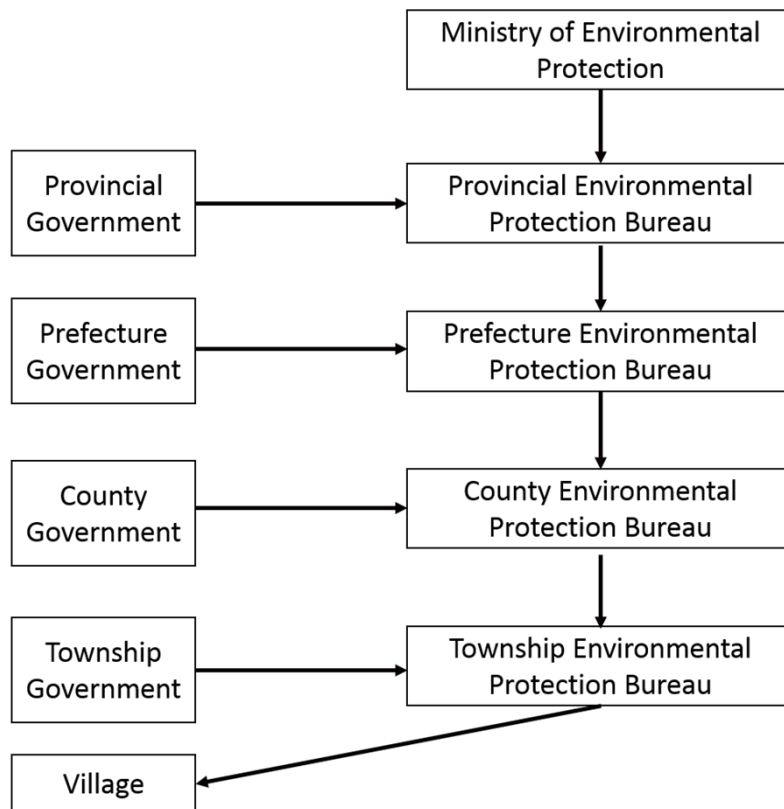 Ministry of Environmental
Protection
Provincial
Government
Provincial Environmental
Protection Bureau
Prefecture
Government
Prefecture Environmental
Protection Bureau
County
Government
County Environmental
Protection Bureau
Township
Government
Township Environmental
Protection Bureau
Village